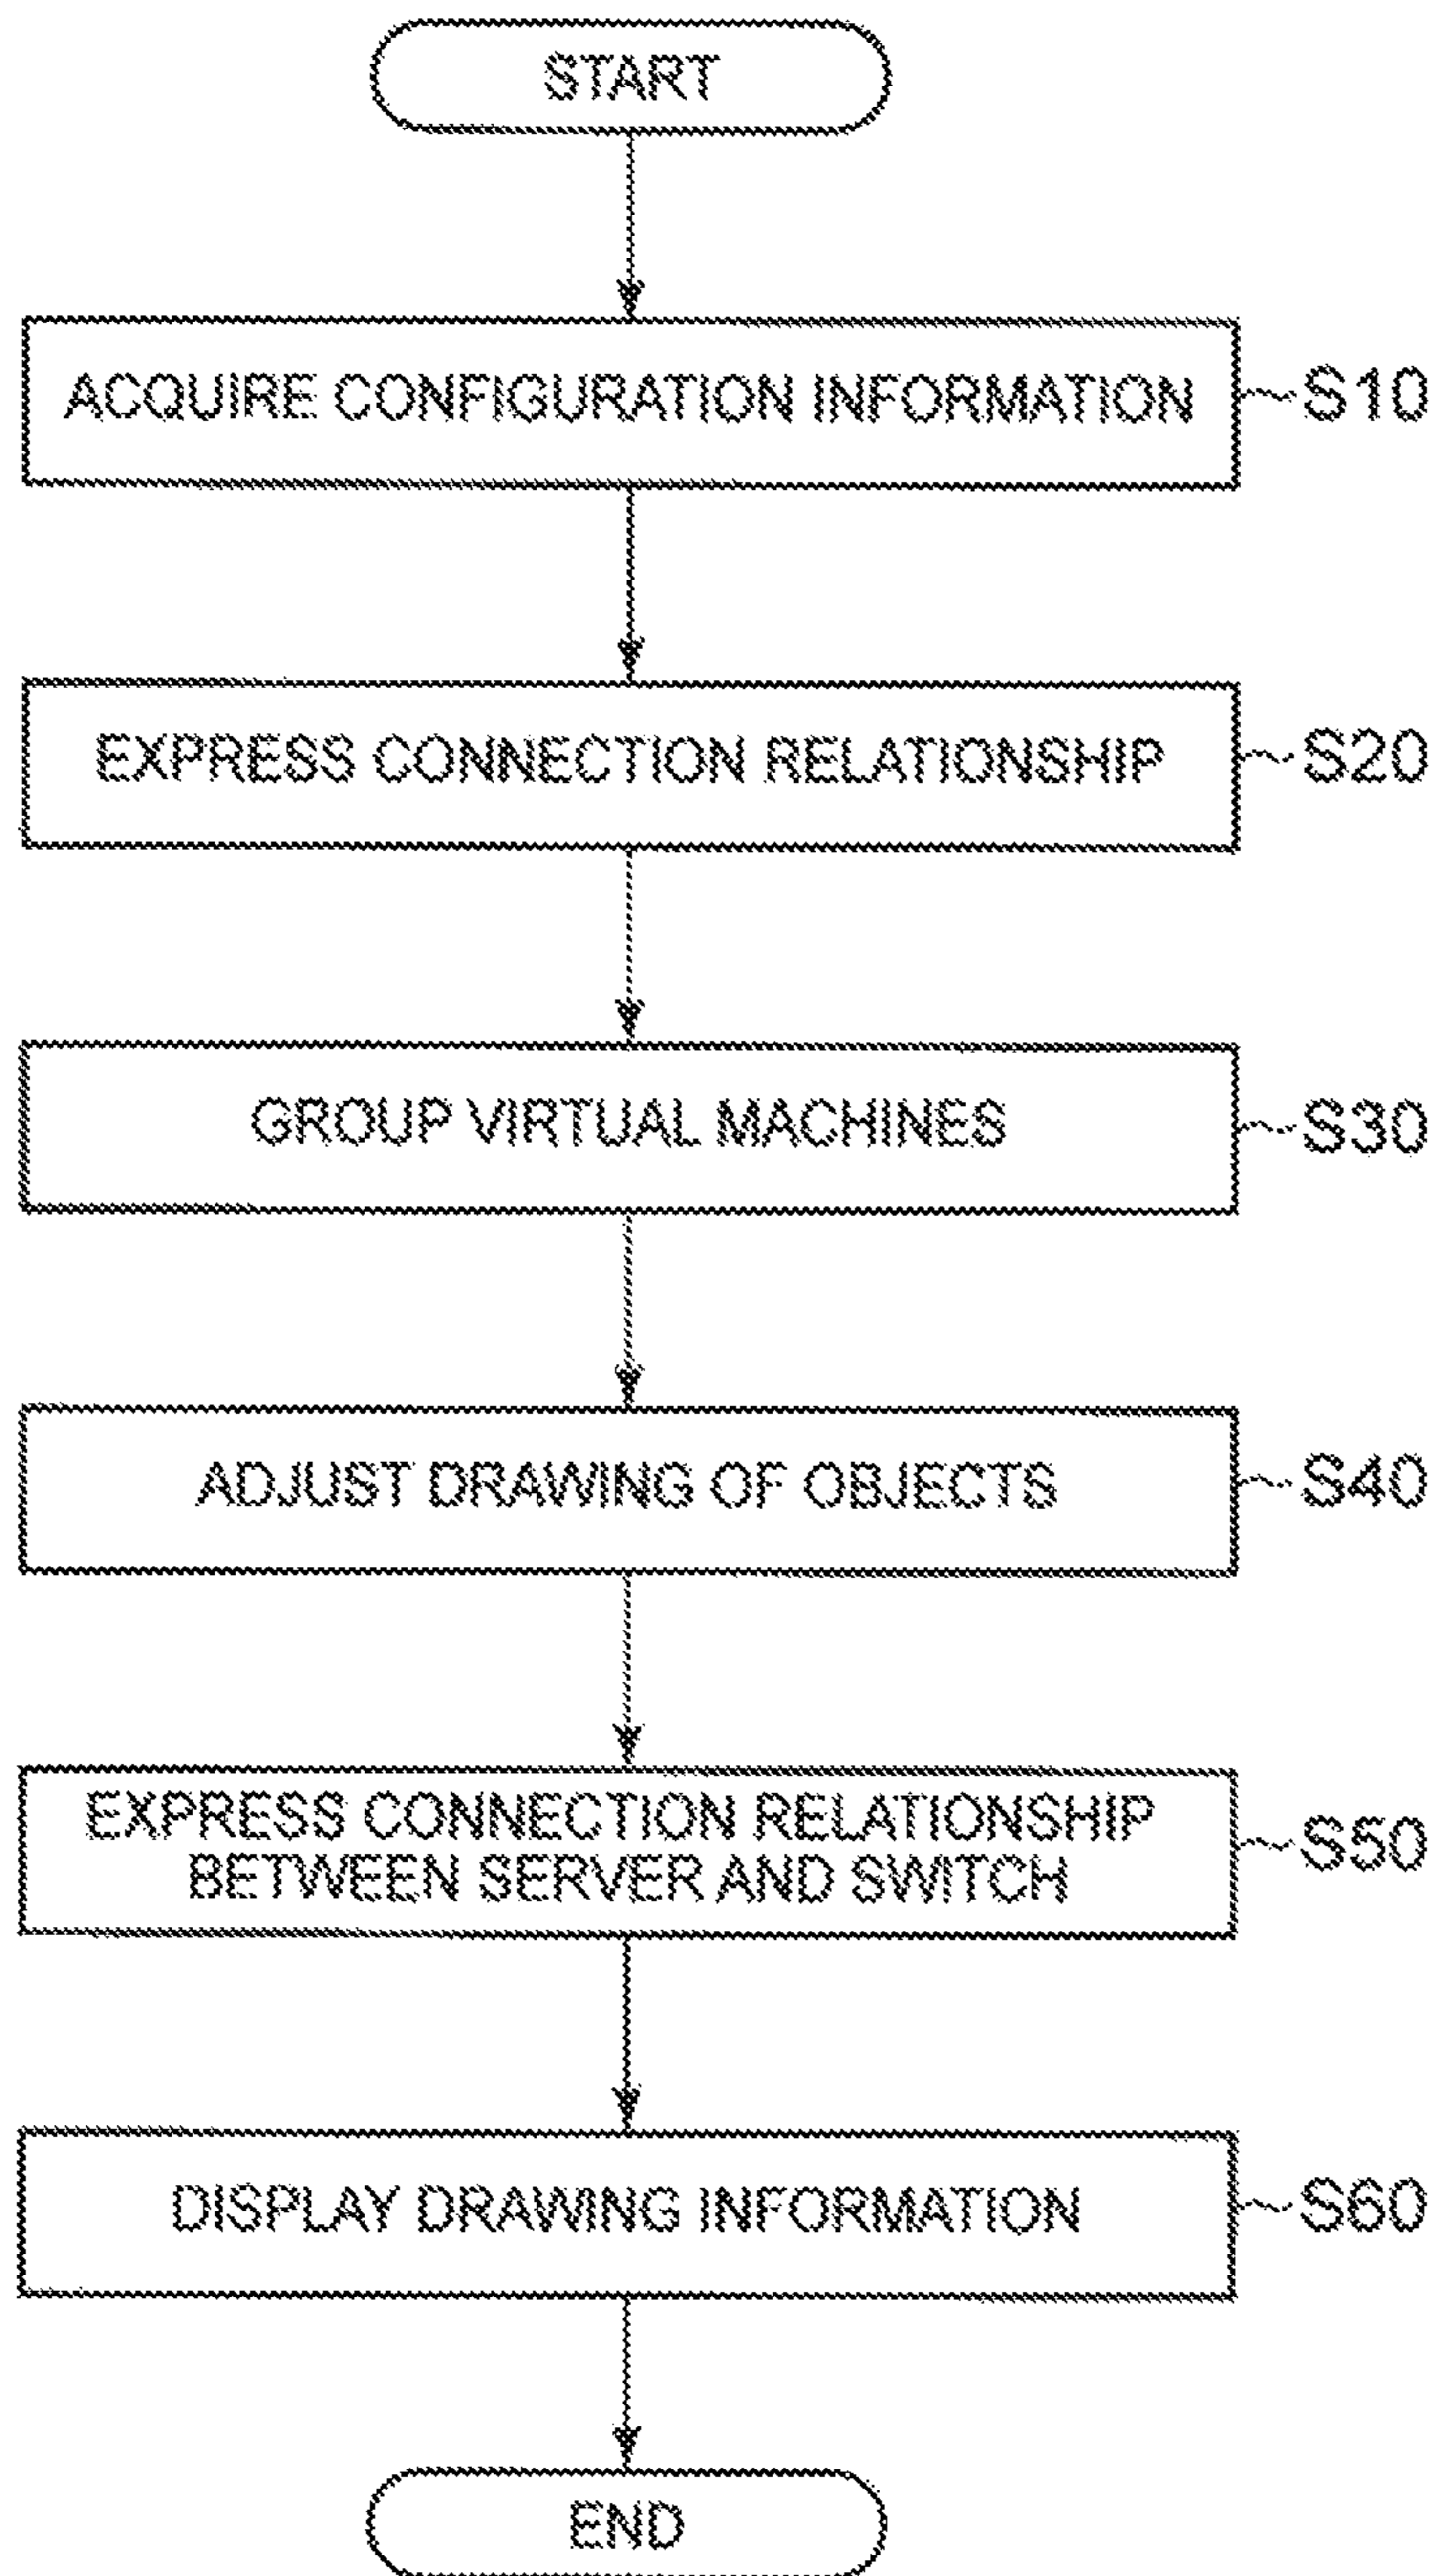 START
ACQUIRE CONFIGURATION INFORMATION
S10
EXPRESS CONNECTION RELATIONSHIP
S20
GROUP VIRTUAL MACHINES
S30
ADJUST DRAWING OF OBJECTS
S40
EXPRESS CONNECTION RELATIONSHIP
BETWEEN SERVER AND SWITCH
S50
DISPLAY DRAWING INFORMATION
S60
END